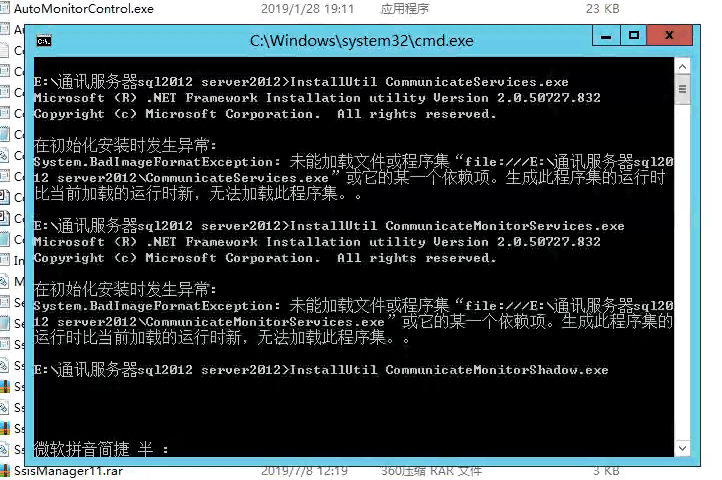 AutoMonitorControl.exe 2019/1/28 19:11 应用程序 23 KB
C:\Windows\system32\cmd.exe
E:\通讯服务器sql2012 server2012>InstallUtil CommunicateServices.exe
Microsoft (R) .NET Framework Installation utility Version 2.0.50727.832
Copyright (c) Microsoft Corporation. All rights reserved.
在初始化安装时发生异常:
System.BadImageFormatException: 未能加载文件或程序集“file:///E:\通讯服务器sql20
12 server2012\CommunicateServices.exe”或它的某一个依赖项。生成此程序集的运行时
比当前加载的运行时新，无法加载此程序集。。
E:\通讯服务器sql2012 server2012>InstallUtil CommunicateMonitorServices.exe
Microsoft (R) .NET Framework Installation utility Version 2.0.50727.832
Copyright (c) Microsoft Corporation. All rights reserved.
在初始化安装时发生异常:
System.BadImageFormatException: 未能加载文件或程序集“file:///E:\通讯服务器sql20
12 server2012\CommunicateMonitorServices.exe”或它的某一个依赖项。生成此程序集的
运行时比当前加载的运行时新，无法加载此程序集。。
E:\通讯服务器sql2012 server2012>InstallUtil CommunicateMonitorShadow.exe
微软拼音简捷 半 :
SsisManager11.rar 2019/7/8 12:19 360压缩 RAR 文件 3 KB